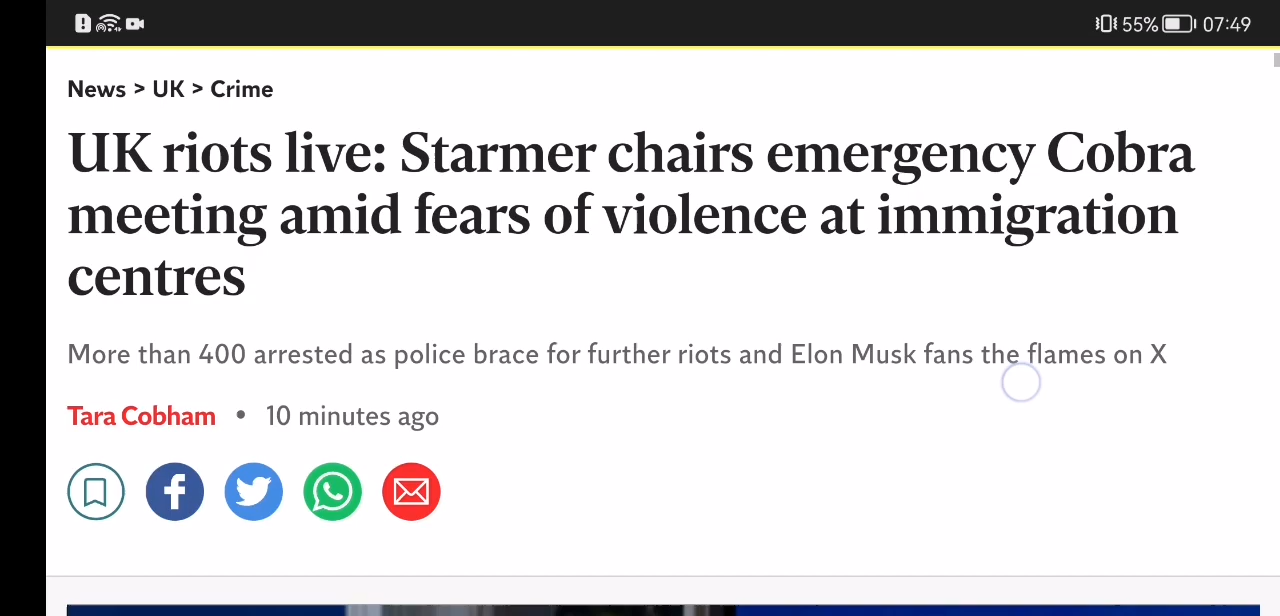 55% 07:49
News > UK > Crime
UK riots live: Starmer chairs emergency Cobra
meeting amid fears of violence at immigration
centres
More than 400 arrested as police brace for further riots and Elon Musk fans the flames on X
Tara Cobham • 10 minutes ago